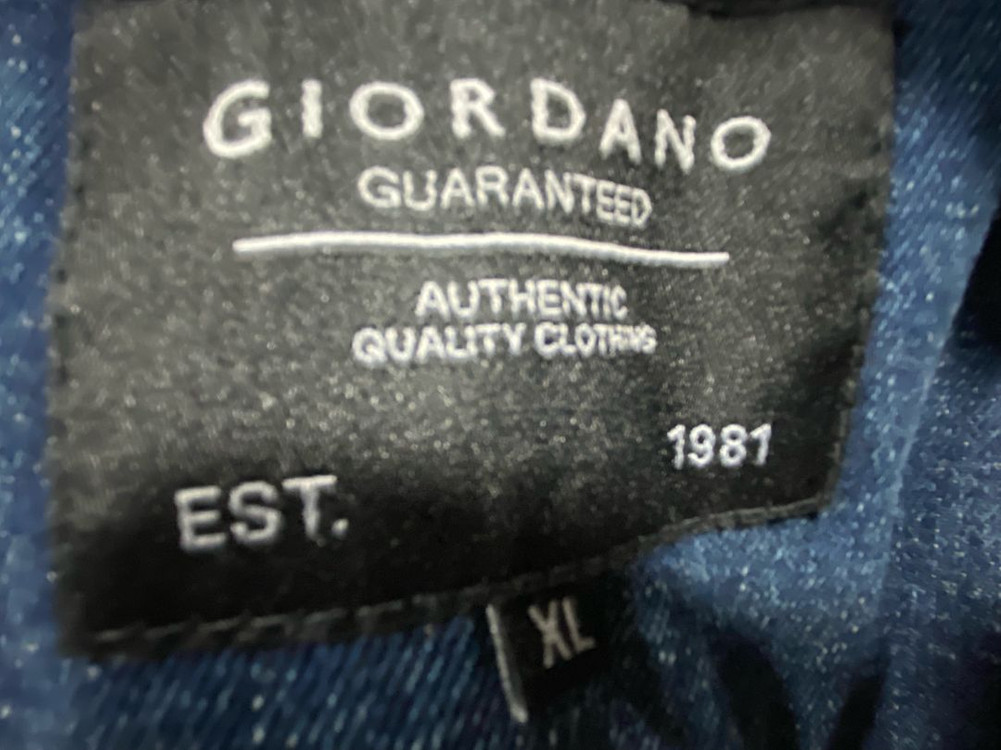 GIORDANO
GUARANTEED
AUTHENTIC
QUALITY CLOTHING
EST. 1981
XL